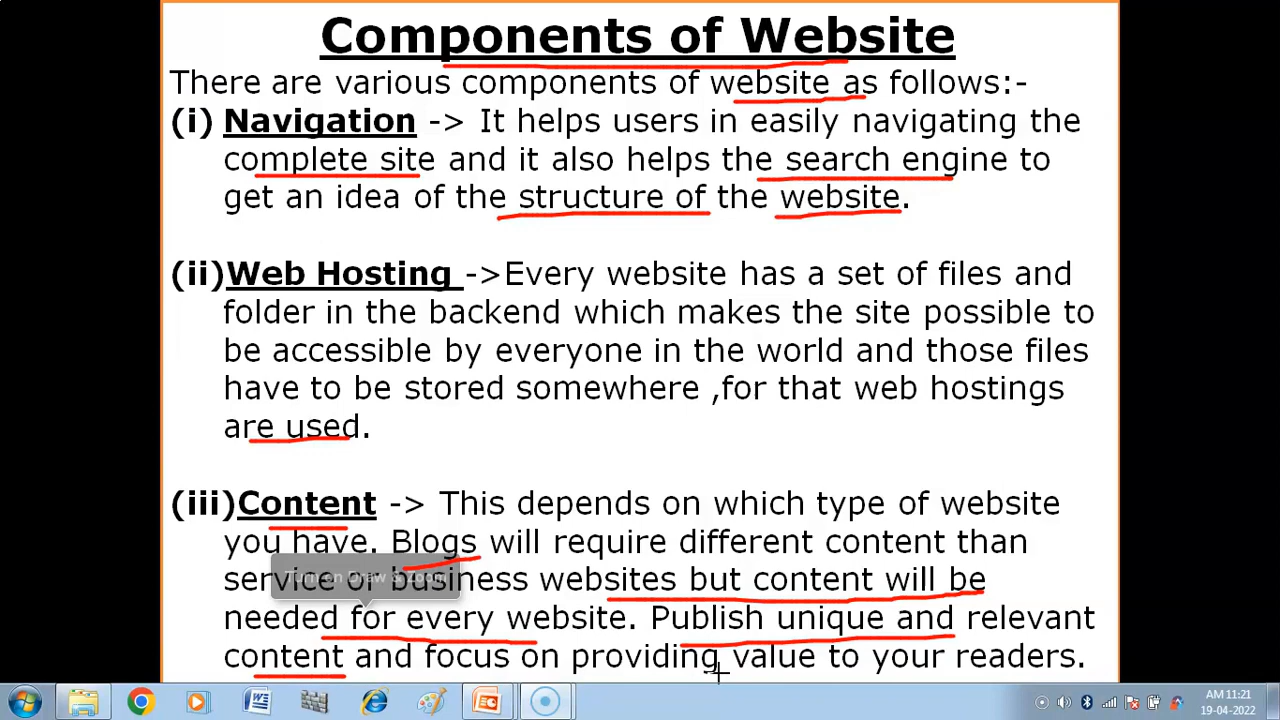 Components of Website
There are various components of website as follows:-
(i) Navigation -> It helps users in easily navigating the
complete site and it also helps the search engine to
get an idea of the structure of the website.
(ii)Web Hosting ->Every website has a set of files and
folder in the backend which makes the site possible to
be accessible by everyone in the world and those files
have to be stored somewhere ,for that web hostings
are used.
(iii)Content -> This depends on which type of website
you have. Blogs will require different content than
Turn on Draw & Zoom
service or business websites but content will be
needed for every website. Publish unique and relevant
content and focus on providing value to your readers.
AM 11:21
19-04-2022